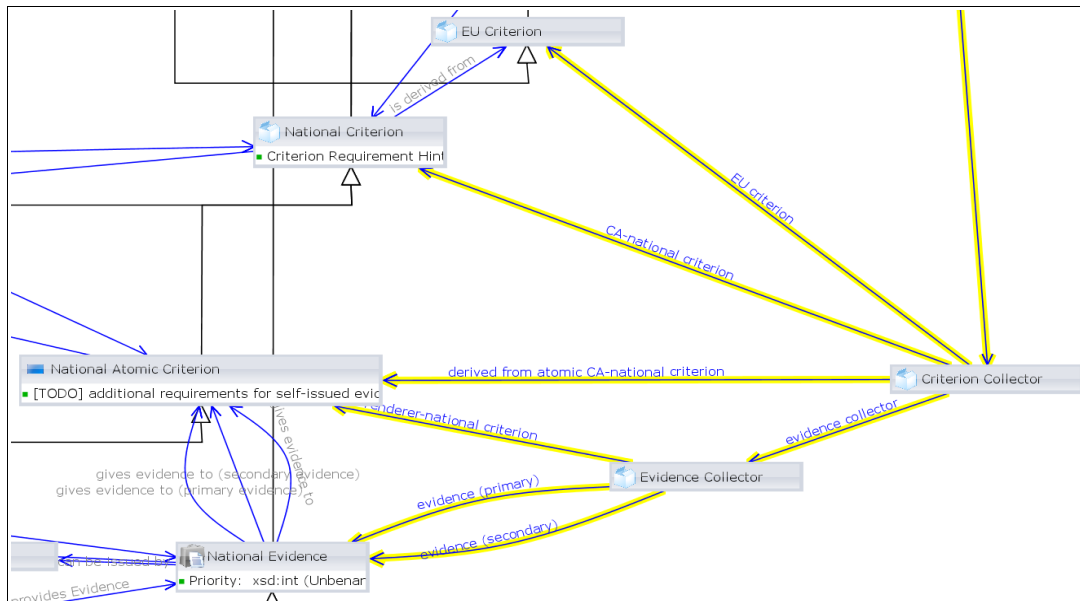 EU Criterion
is derived from
National Criterion
Criterion Requirement Hint
EU criterion
CA-national criterion
National Atomic Criterion
[TODO] additional requirements for self-issued evid
derived from atomic CA-national criterion
Criterion Collector
renderer-national criterion
evidence collector
gives evidence to
gives evidence to (secondary evidence)
gives evidence to (primary evidence)
Evidence Collector
evidence (primary)
evidence (secondary)
National Evidence
can be Issued by
Priority: xsd:int (Unbenan
provides Evidence